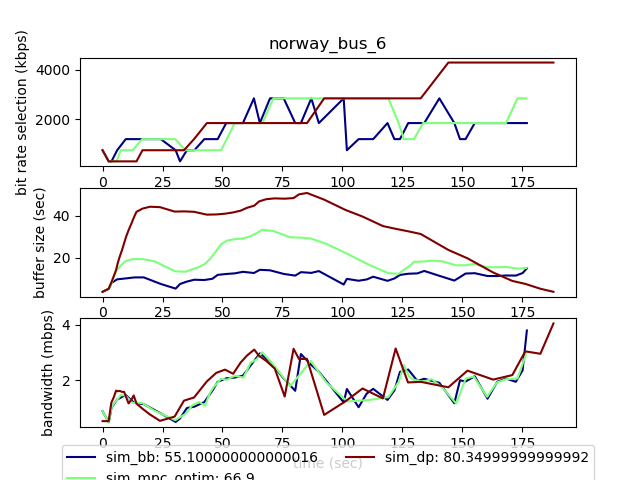 norway_bus_6
bit rate selection (kbps)
4000
2000
0 25 50 75 100 125 150 175
buffer size (sec)
40
20
0 25 50 75 100 125 150 175
bandwidth (mbps)
4
2
0 25 50 75 100 125 150 175
time (sec)
sim_bb: 55.100000000000016
sim_dp: 80.34999999999992
sim_mpc_optim: 66.9